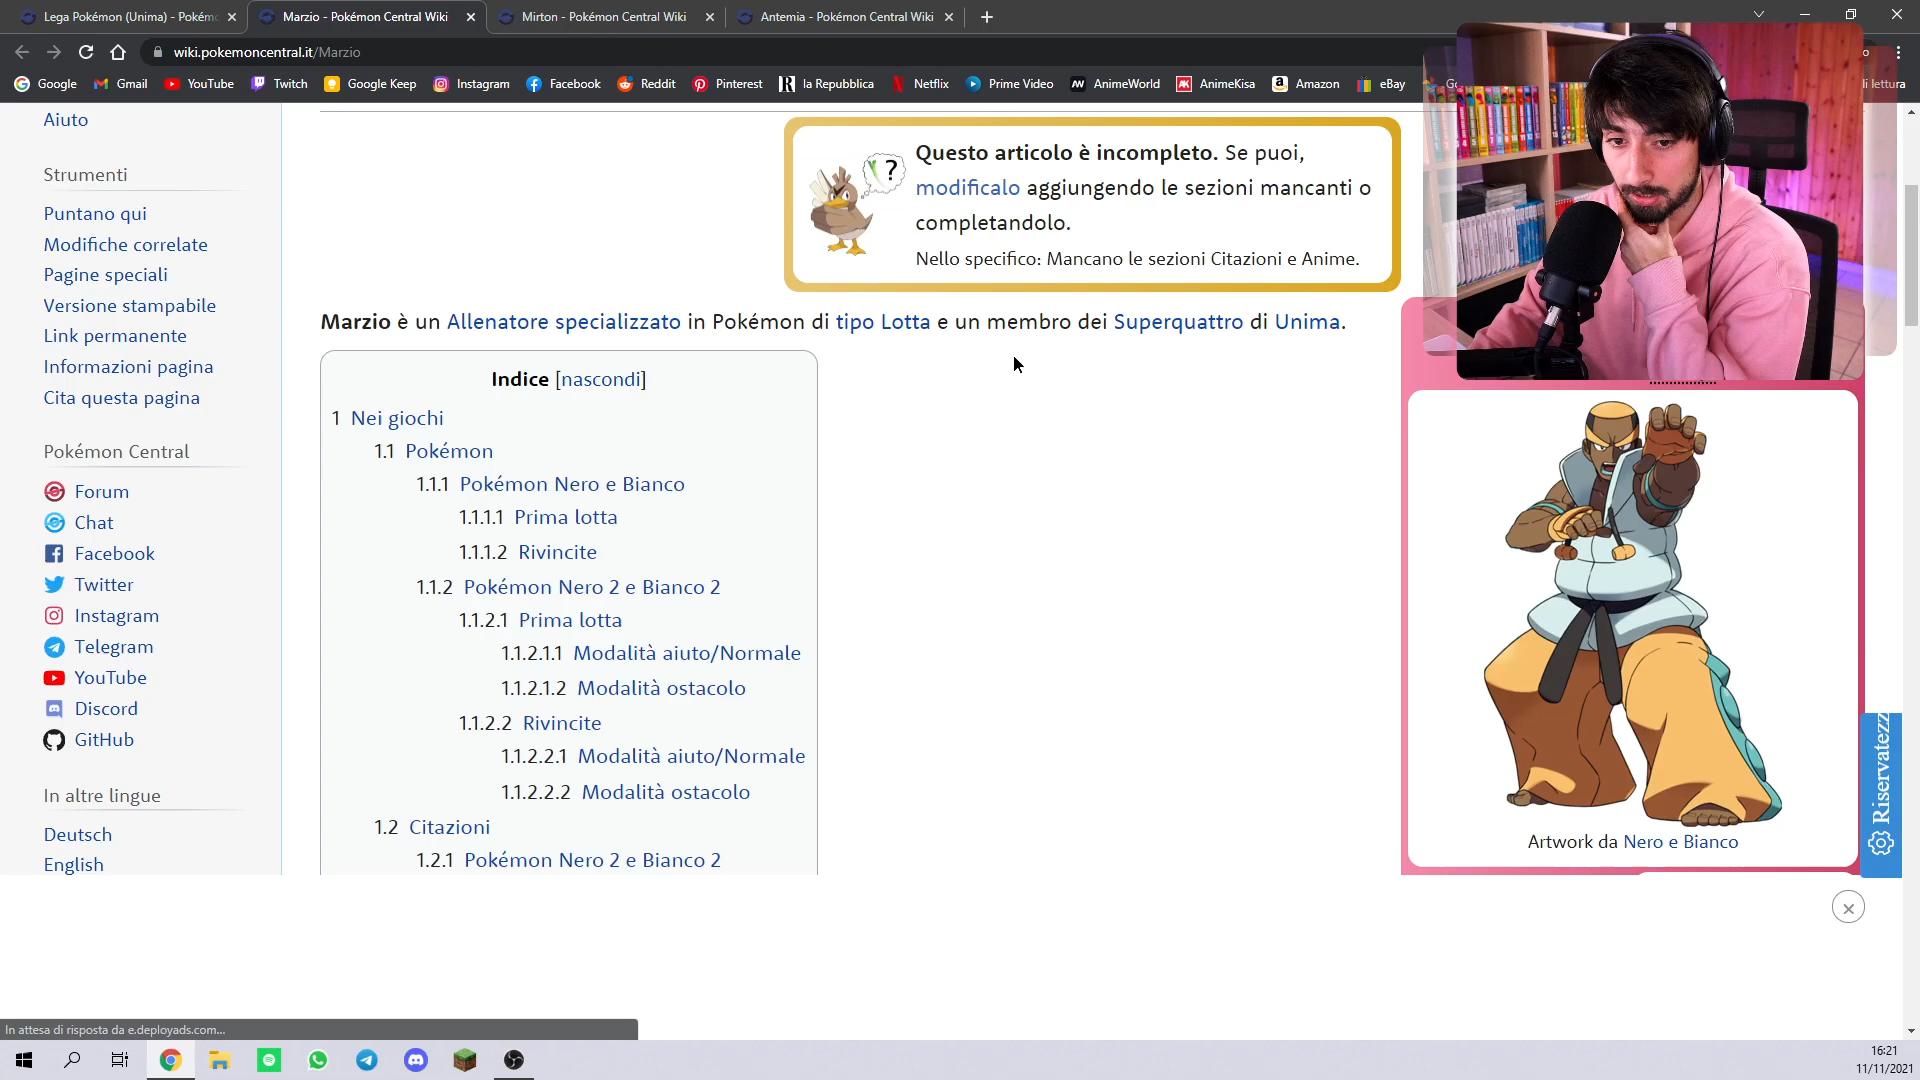 Lega Pokémon (Unima) - Pokém
Marzio - Pokémon Central Wiki
Mirton - Pokémon Central Wiki
Antemia - Pokémon Central Wiki
wiki.pokemoncentral.it/Marzio
Google
Gmail
YouTube
Twitch
Google Keep
Instagram
Facebook
Reddit
Pinterest
la Repubblica
Netflix
Prime Video
AnimeWorld
AnimeKisa
Amazon
eBay
di lettura
Aiuto
Strumenti
Puntano qui
Modifiche correlate
Pagine speciali
Versione stampabile
Link permanente
Informazioni pagina
Cita questa pagina
Pokémon Central
Forum
Chat
Facebook
Twitter
Instagram
Telegram
YouTube
Discord
GitHub
In altre lingue
Deutsch
English
?
Questo articolo è incompleto. Se puoi,
modificalo aggiungendo le sezioni mancanti o
completandolo.
Nello specifico: Mancano le sezioni Citazioni e Anime.
Marzio è un Allenatore specializzato in Pokémon di tipo Lotta e un membro dei Superquattro di Unima.
Indice [nascondi]
1 Nei giochi
1.1 Pokémon
1.1.1 Pokémon Nero e Bianco
1.1.1.1 Prima lotta
1.1.1.2 Rivincite
1.1.2 Pokémon Nero 2 e Bianco 2
1.1.2.1 Prima lotta
1.1.2.1.1 Modalità aiuto/Normale
1.1.2.1.2 Modalità ostacolo
1.1.2.2 Rivincite
1.1.2.2.1 Modalità aiuto/Normale
1.1.2.2.2 Modalità ostacolo
1.2 Citazioni
1.2.1 Pokémon Nero 2 e Bianco 2
Artwork da Nero e Bianco
Riservatezz
In attesa di risposta da e.deployads.com...
16:21
11/11/2021